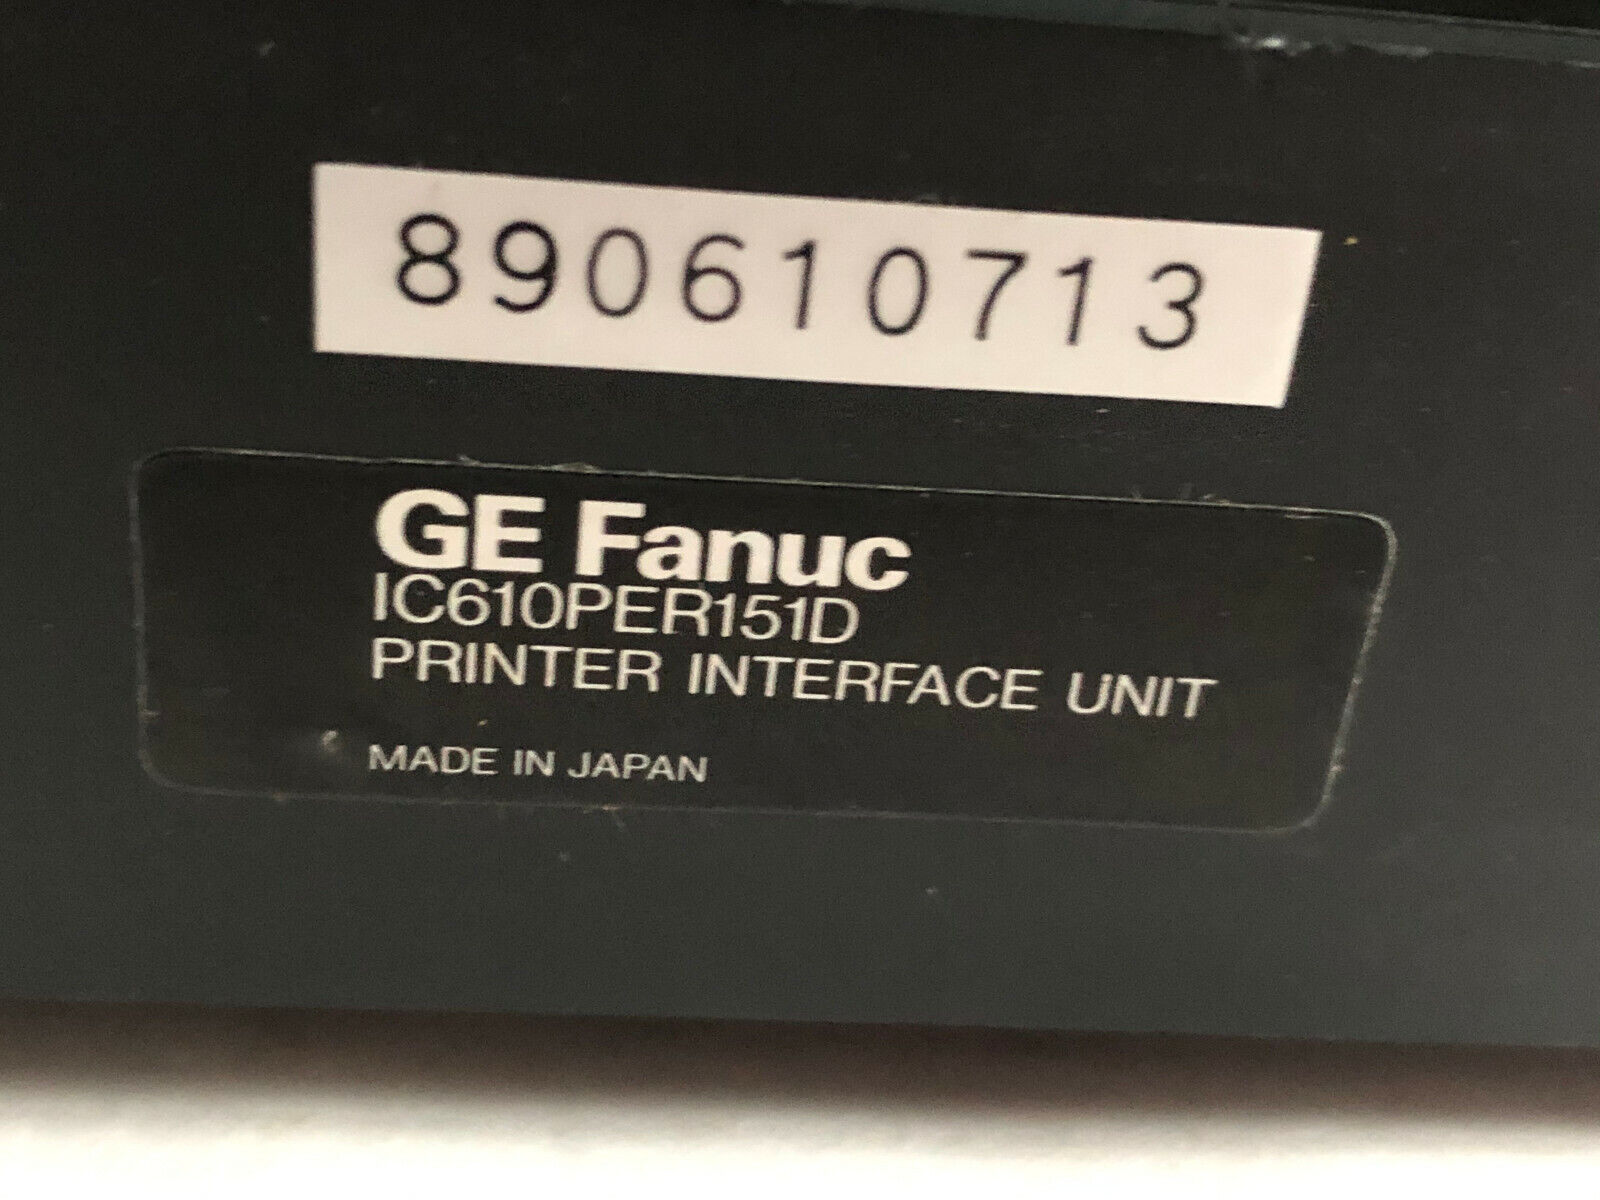 890610713
GE Fanuc
IC610PER151D
PRINTER INTERFACE UNIT
MADE IN JAPAN